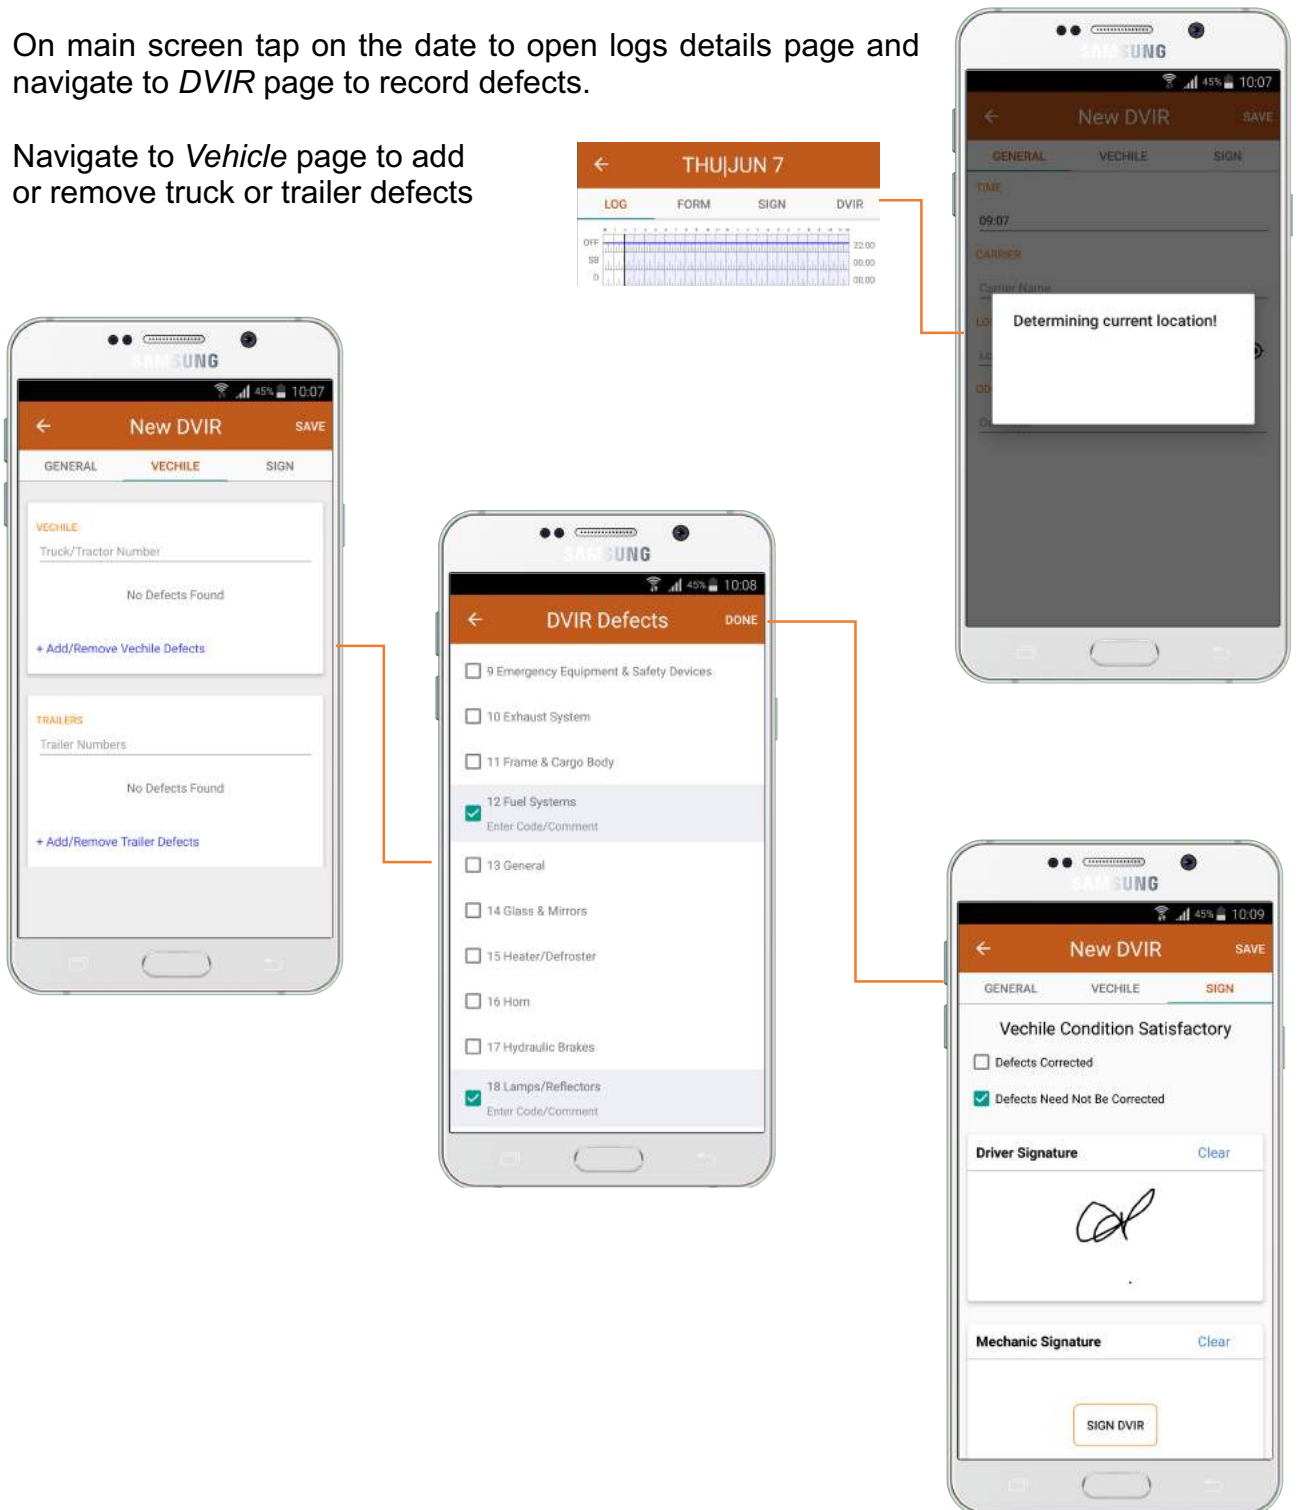 On main screen tap on the date to open logs details page and
navigate to DVIR page to record defects.
Navigate to Vehicle page to add
or remove truck or trailer defects
THU|JUN 7
LOG FORM SIGN DVIR
OFF 22:00
SB 00:00
D 00:00
SAMSUNG
45% 10:07
New DVIR SAVE
GENERAL VECHILE SIGN
TIME
09:07
CARRIER
Carrier Name
Determining current location!
SAMSUNG
45% 10:07
New DVIR SAVE
GENERAL VECHILE SIGN
VECHILE
Truck/Tractor Number
No Defects Found
+ Add/Remove Vechile Defects
TRAILERS
Trailer Numbers
No Defects Found
+ Add/Remove Trailer Defects
SAMSUNG
45% 10:08
DVIR Defects DONE
9 Emergency Equipment & Safety Devices
10 Exhaust System
11 Frame & Cargo Body
12 Fuel Systems
Enter Code/Comment
13 General
14 Glass & Mirrors
15 Heater/Defroster
16 Horn
17 Hydraulic Brakes
18 Lamps/Reflectors
Enter Code/Comment
SAMSUNG
45% 10:09
New DVIR SAVE
GENERAL VECHILE SIGN
Vechile Condition Satisfactory
Defects Corrected
Defects Need Not Be Corrected
Driver Signature Clear
Mechanic Signature Clear
SIGN DVIR